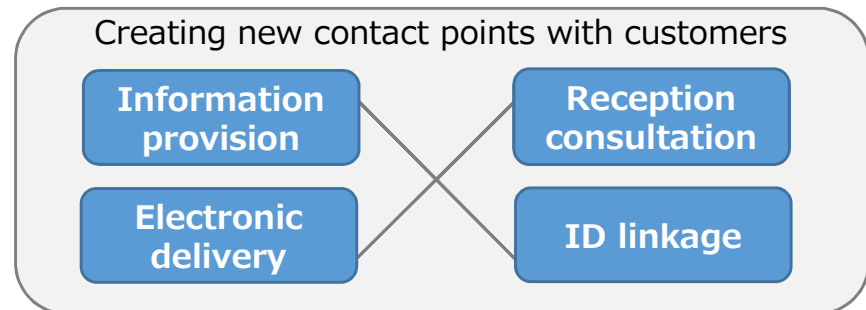 Creating new contact points with customers
Information
provision
Reception
consultation
Electronic
delivery
ID linkage